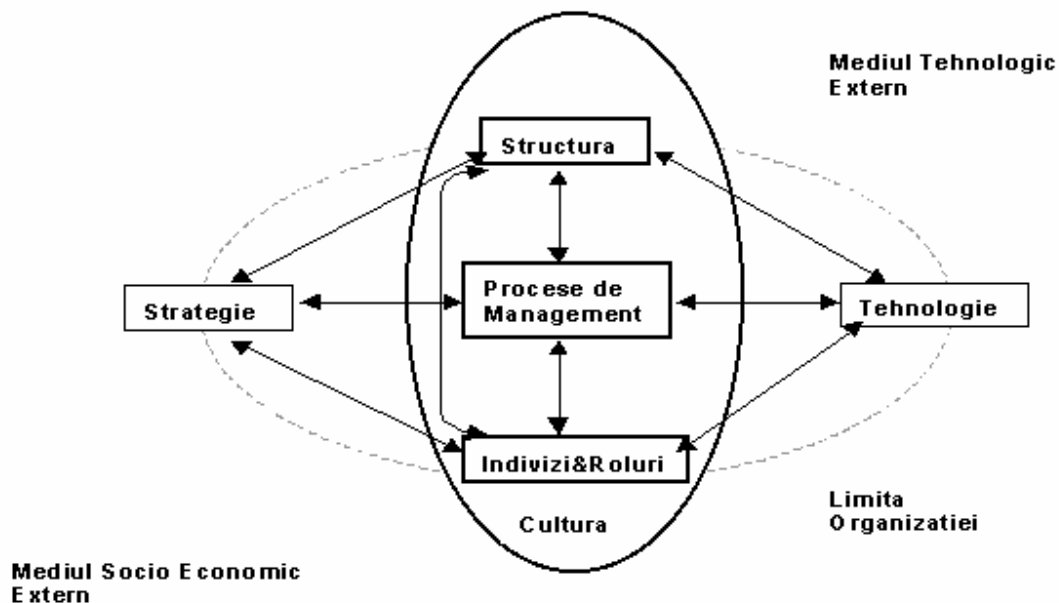 Mediul Tehnologic
Extern
Structura
Strategie
Procese de
Management
Tehnologie
Indivizi&Roluri
Cultura
Limita
Organizatiei
Mediul Socio Economic
Extern